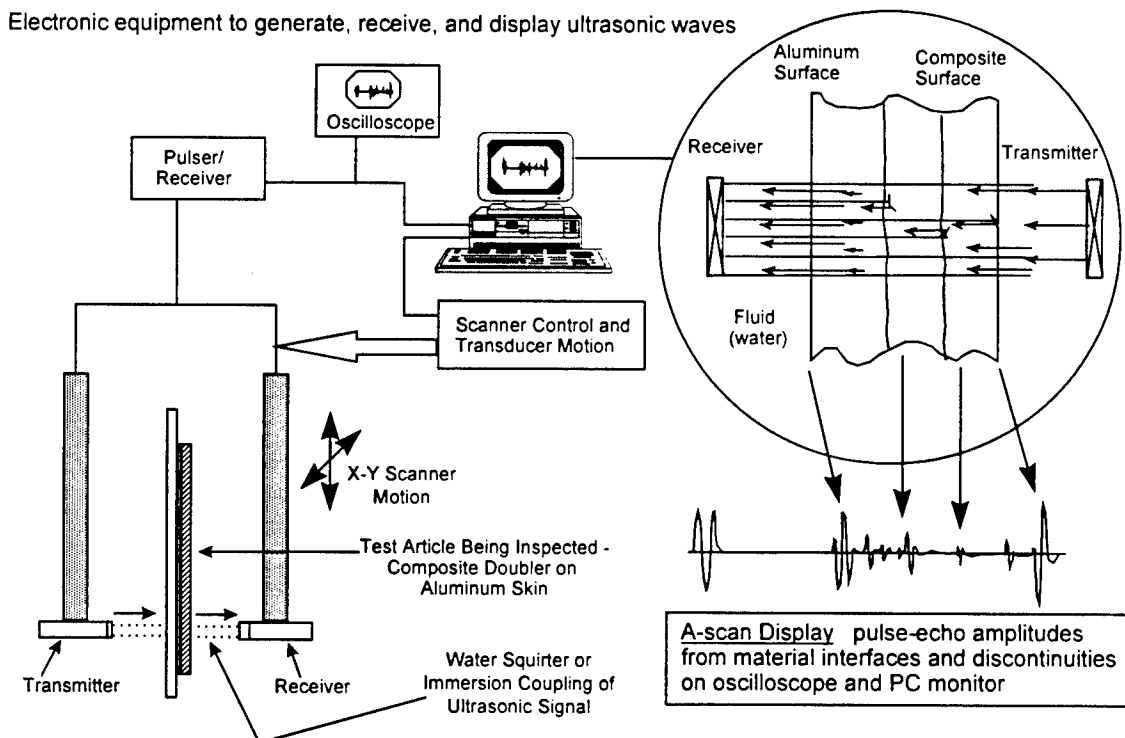 Electronic equipment to generate, receive, and display ultrasonic waves
Oscilloscope
Pulser/
Receiver
Aluminum
Surface
Composite
Surface
Receiver
Transmitter
Fluid
(water)
Scanner Control and
Transducer Motion
X-Y Scanner
Motion
Test Article Being Inspected -
Composite Doubler on
Aluminum Skin
Transmitter
Receiver
Water Squirter or
Immersion Coupling of
Ultrasonic Signal
A-scan Display pulse-echo amplitudes
from material interfaces and discontinuities
on oscilloscope and PC monitor